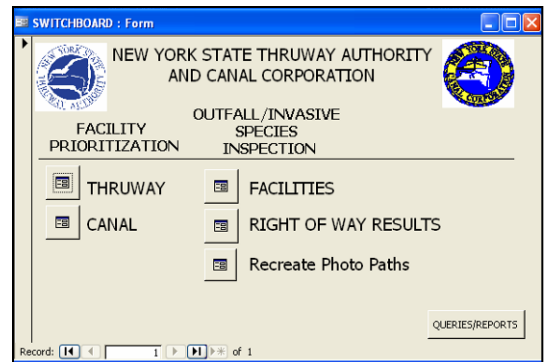 SWITCHBOARD : Form
NEW YORK STATE THRUWAY AUTHORITY
AND CANAL CORPORATION
FACILITY
PRIORITIZATION
OUTFALL/INVASIVE
SPECIES
INSPECTION
THRUWAY
FACILITIES
CANAL
RIGHT OF WAY RESULTS
Recreate Photo Paths
QUERIES/REPORTS
Record: 1 of 1